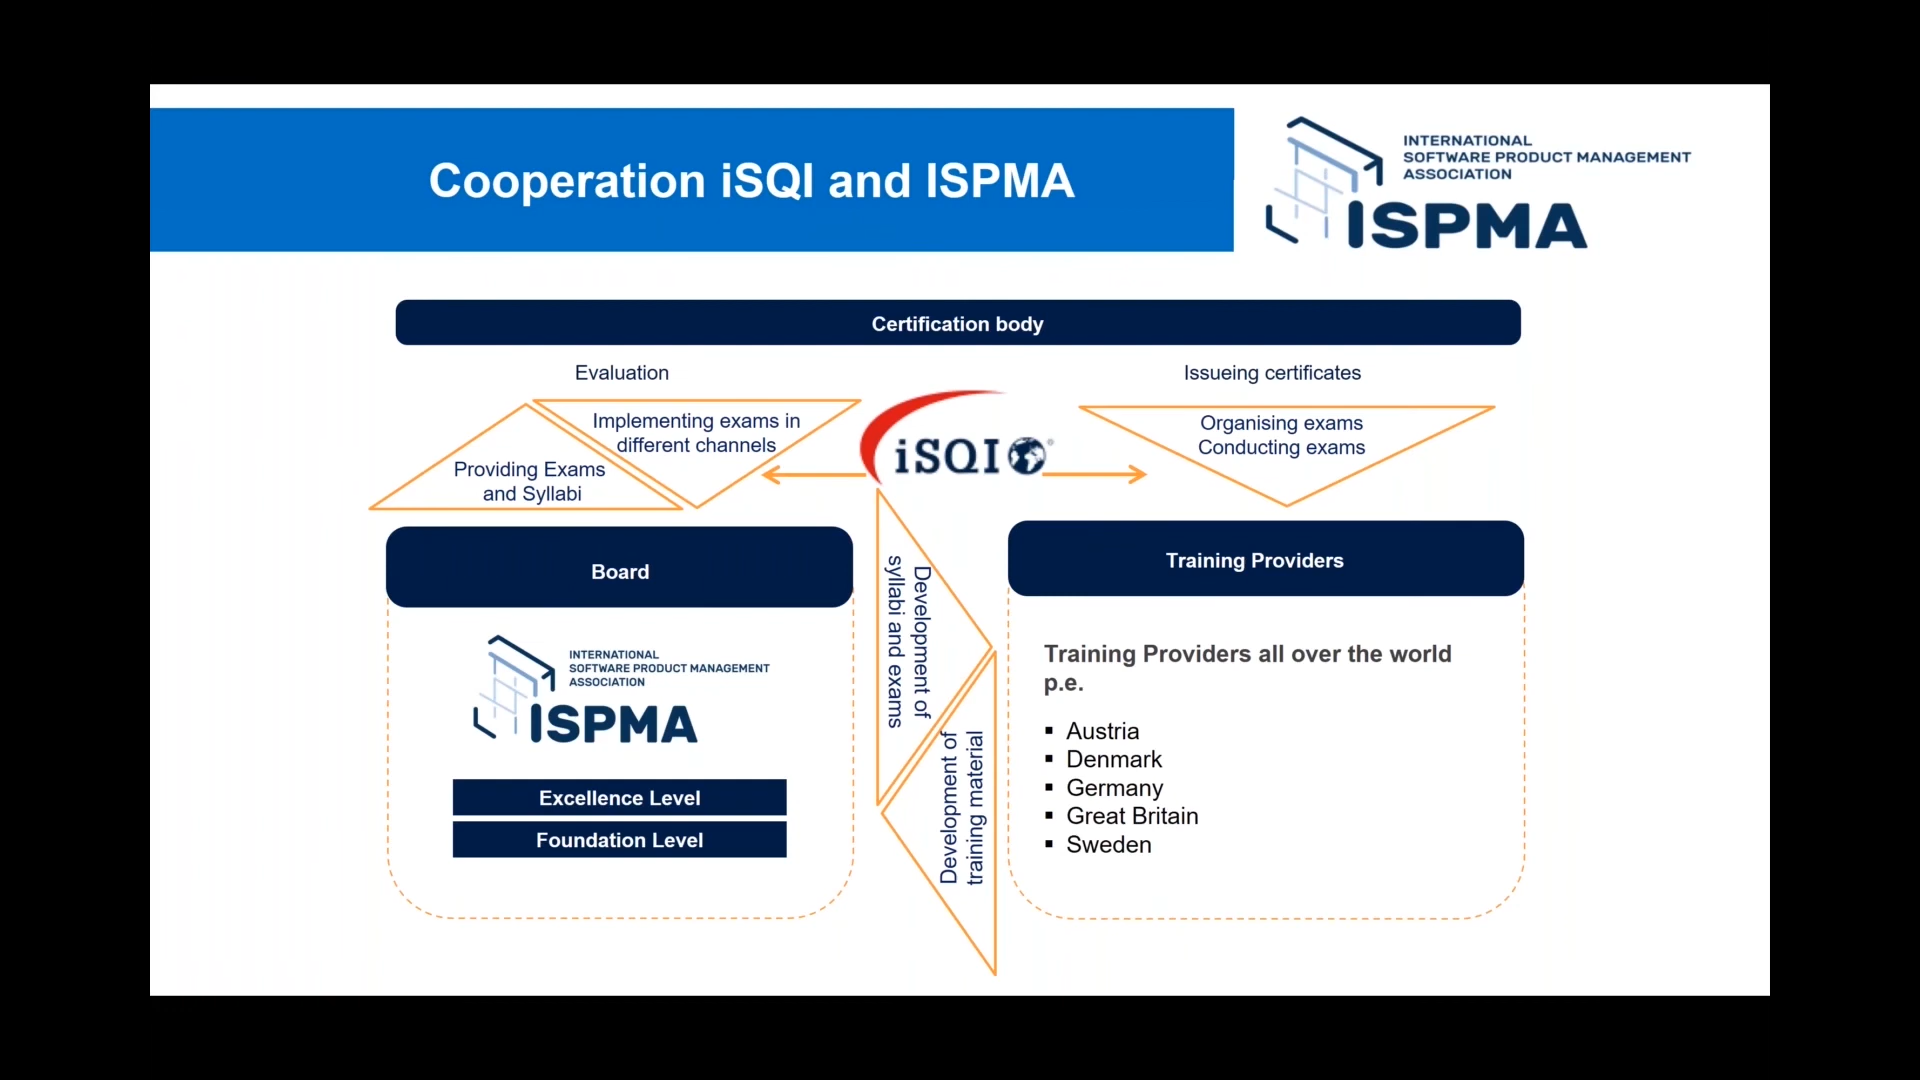 Cooperation iSQI and ISPMA
INTERNATIONAL
SOFTWARE PRODUCT MANAGEMENT
ASSOCIATION
ISPMA
Certification body
Evaluation
Issueing certificates
Implementing exams in
different channels
Providing Exams
and Syllabi
iSQI
®
Organising exams
Conducting exams
Board
INTERNATIONAL
SOFTWARE PRODUCT MANAGEMENT
ASSOCIATION
ISPMA
Excellence Level
Foundation Level
Development of
syllabi and exams
Development of
training material
Training Providers
Training Providers all over the world
p.e.
▪ Austria
▪ Denmark
▪ Germany
▪ Great Britain
▪ Sweden